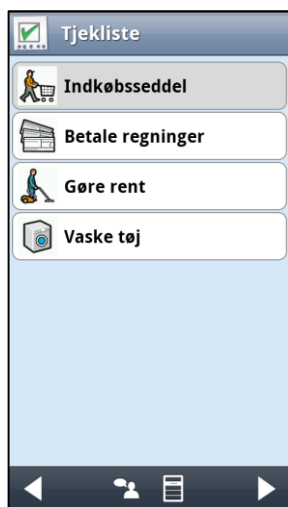 Tjekliste
Indkøbsseddel
Betale regninger
Gøre rent
Vaske tøj